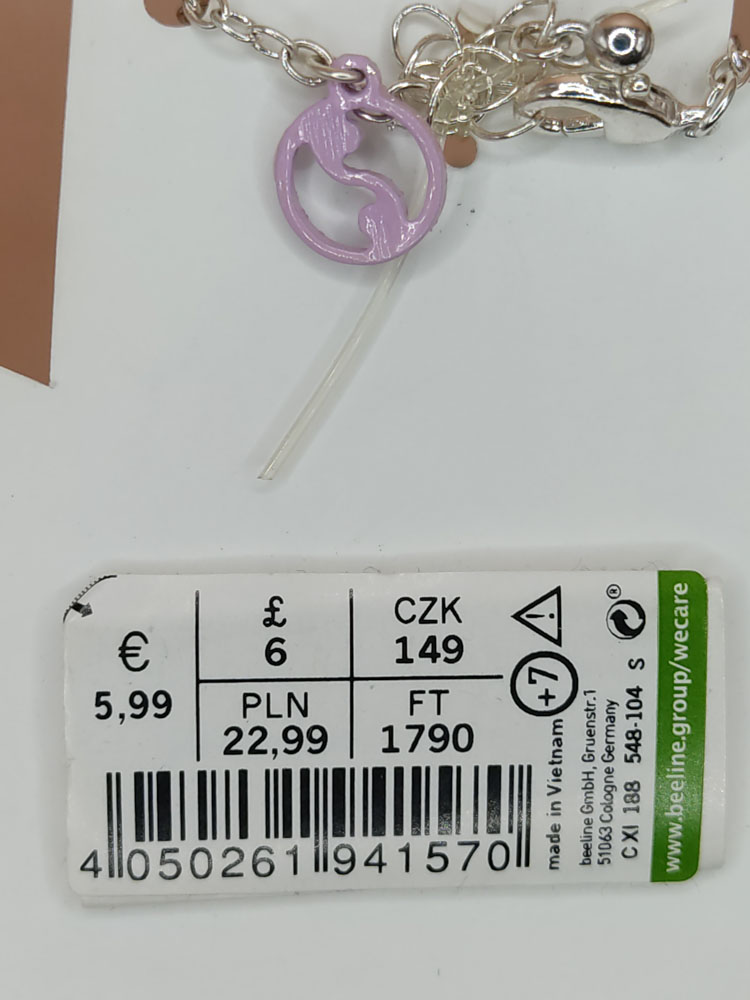 €
5,99
£
6
CZK
149
PLN
22,99
FT
1790
4 050261 941570
+7
made in Vietnam
beeline GmbH, Gruenstr.1
51063 Cologne Germany
C XI 188 548-104 S
®
www.beeline.group/wecare